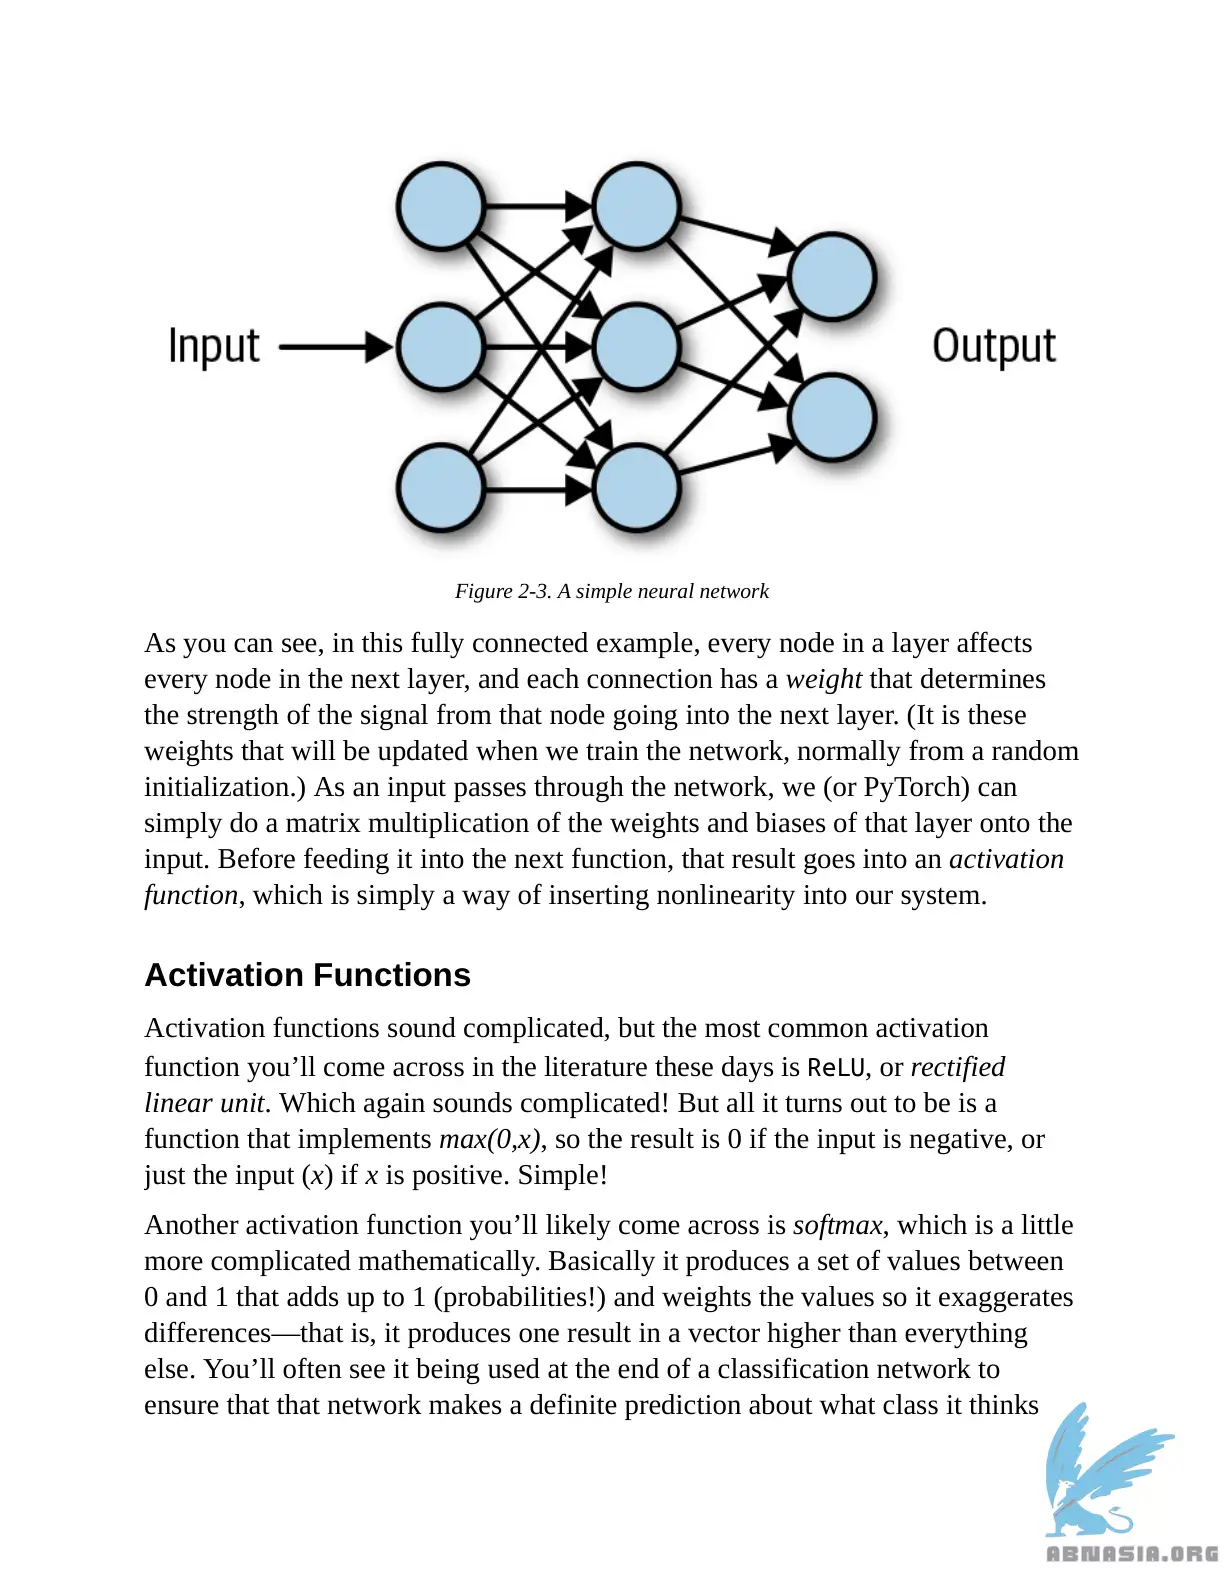 Input
Output
Figure 2-3. A simple neural network
As you can see, in this fully connected example, every node in a layer affects
every node in the next layer, and each connection has a weight that determines
the strength of the signal from that node going into the next layer. (It is these
weights that will be updated when we train the network, normally from a random
initialization.) As an input passes through the network, we (or PyTorch) can
simply do a matrix multiplication of the weights and biases of that layer onto the
input. Before feeding it into the next function, that result goes into an activation
function, which is simply a way of inserting nonlinearity into our system.
Activation Functions
Activation functions sound complicated, but the most common activation
function you’ll come across in the literature these days is ReLU, or rectified
linear unit. Which again sounds complicated! But all it turns out to be is a
function that implements max(0,x), so the result is 0 if the input is negative, or
just the input (x) if x is positive. Simple!
Another activation function you’ll likely come across is softmax, which is a little
more complicated mathematically. Basically it produces a set of values between
0 and 1 that adds up to 1 (probabilities!) and weights the values so it exaggerates
differences—that is, it produces one result in a vector higher than everything
else. You’ll often see it being used at the end of a classification network to
ensure that that network makes a definite prediction about what class it thinks
ABNASIA.ORG